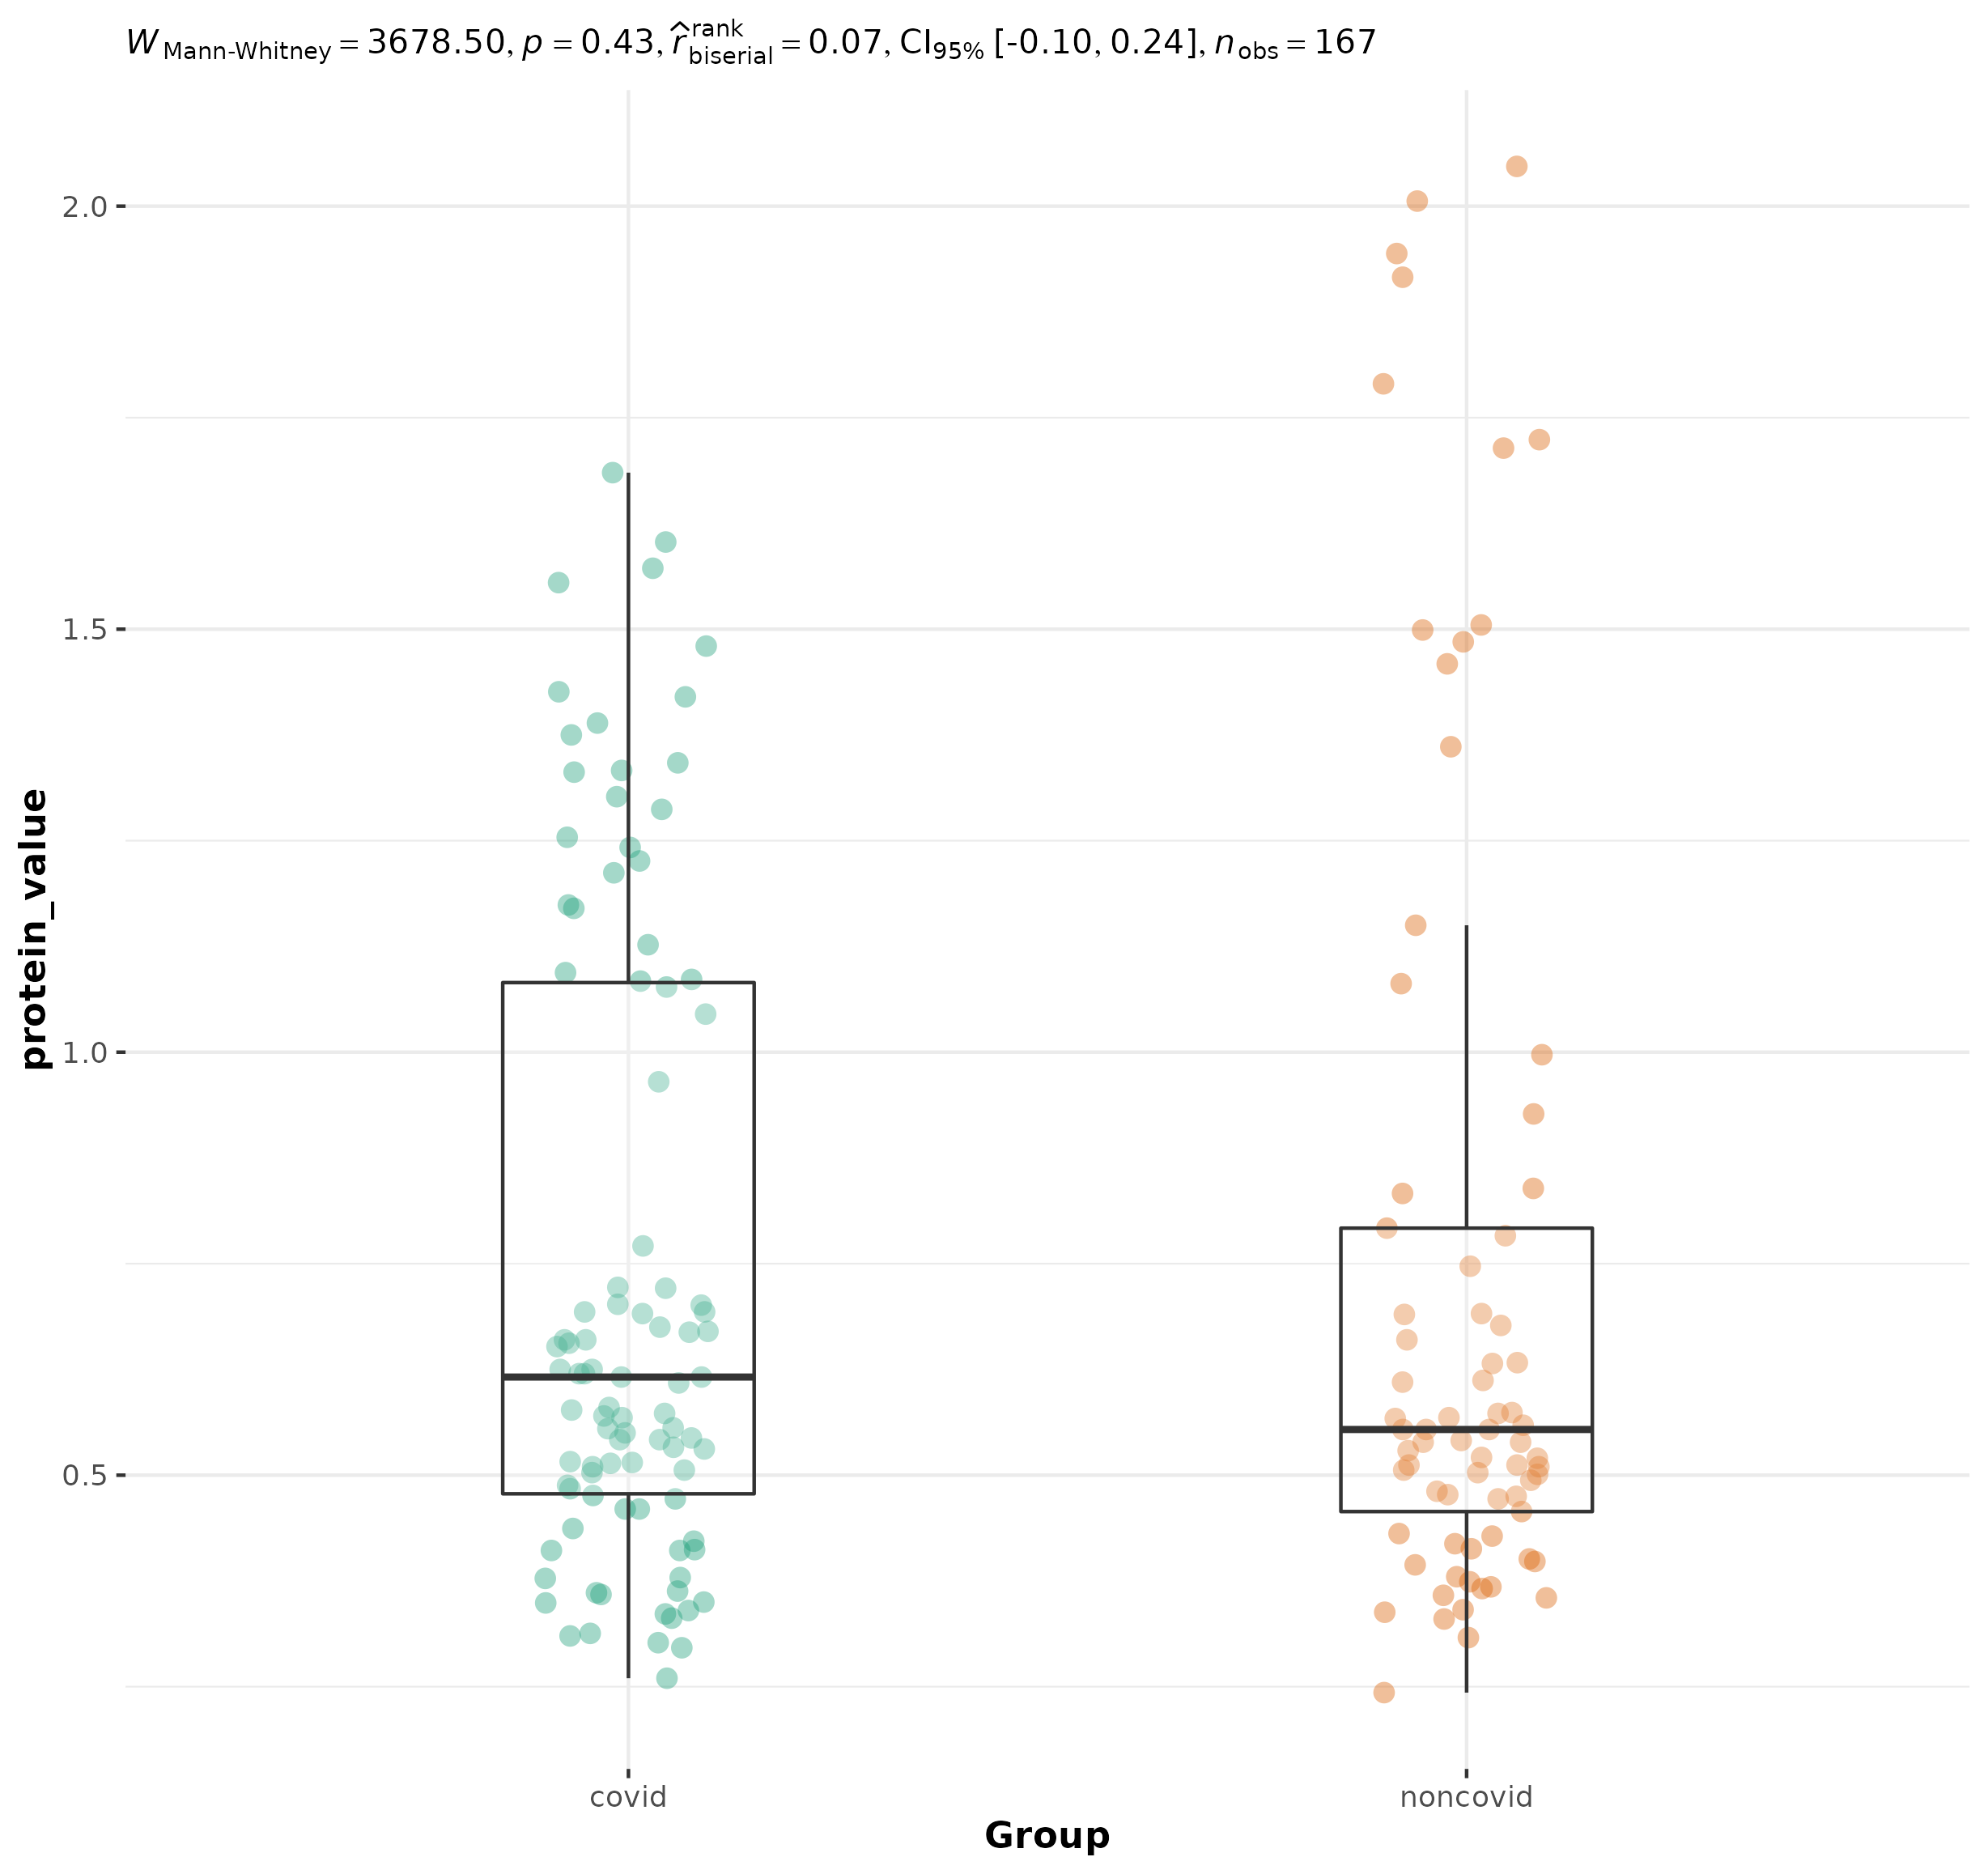 W Mann-Whitney = 3678.50, p = 0.43, r̂ rank biserial = 0.07, CI95% [-0.10, 0.24], n obs = 167
2.0
1.5
1.0
0.5
protein_value
covid noncovid
Group